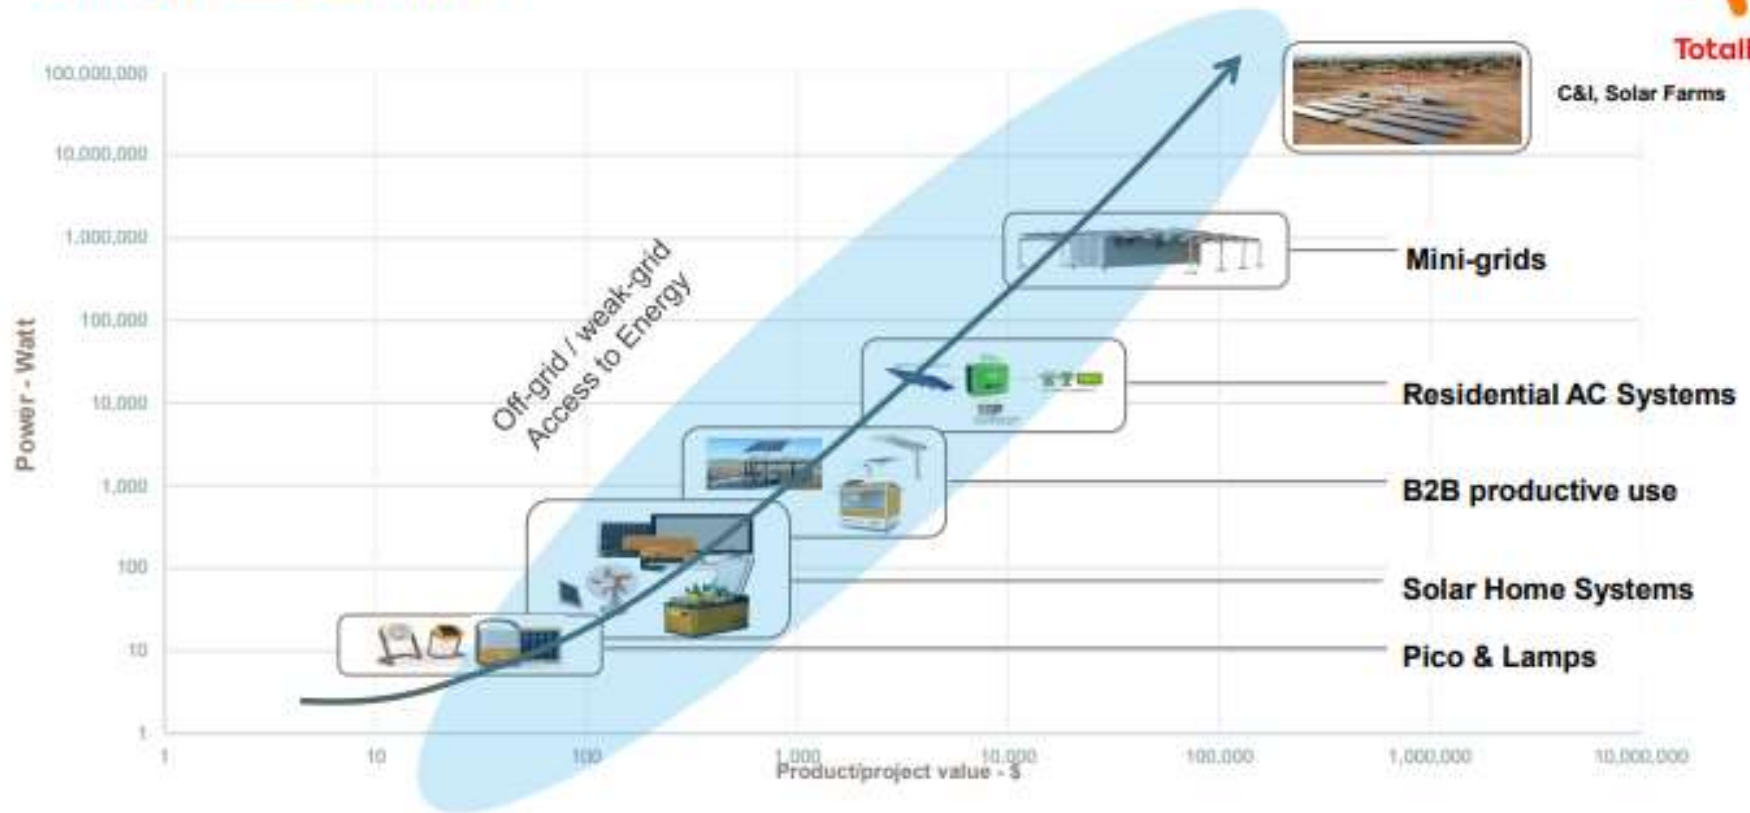 Totall
100,000,000
C&I, Solar Farms
10,000,000
1,000,000
Mini-grids
Off-grid / weak-grid
Access to Energy
100,000
Power - Watt
Residential AC Systems
10,000
B2B productive use
1,000
100
Solar Home Systems
10
Pico & Lamps
1
1 10 100 1,000 10,000 100,000 1,000,000 10,000,000
Product/project value - $